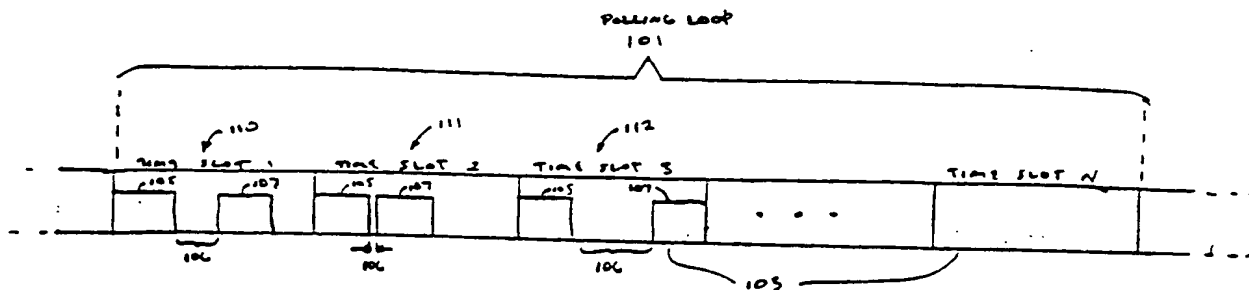 POLLING LOOP
101
110
111
112
TIME SLOT 1
TIME SLOT 2
TIME SLOT 3
TIME SLOT N
105
107
105
107
105
107
106
106
106
103